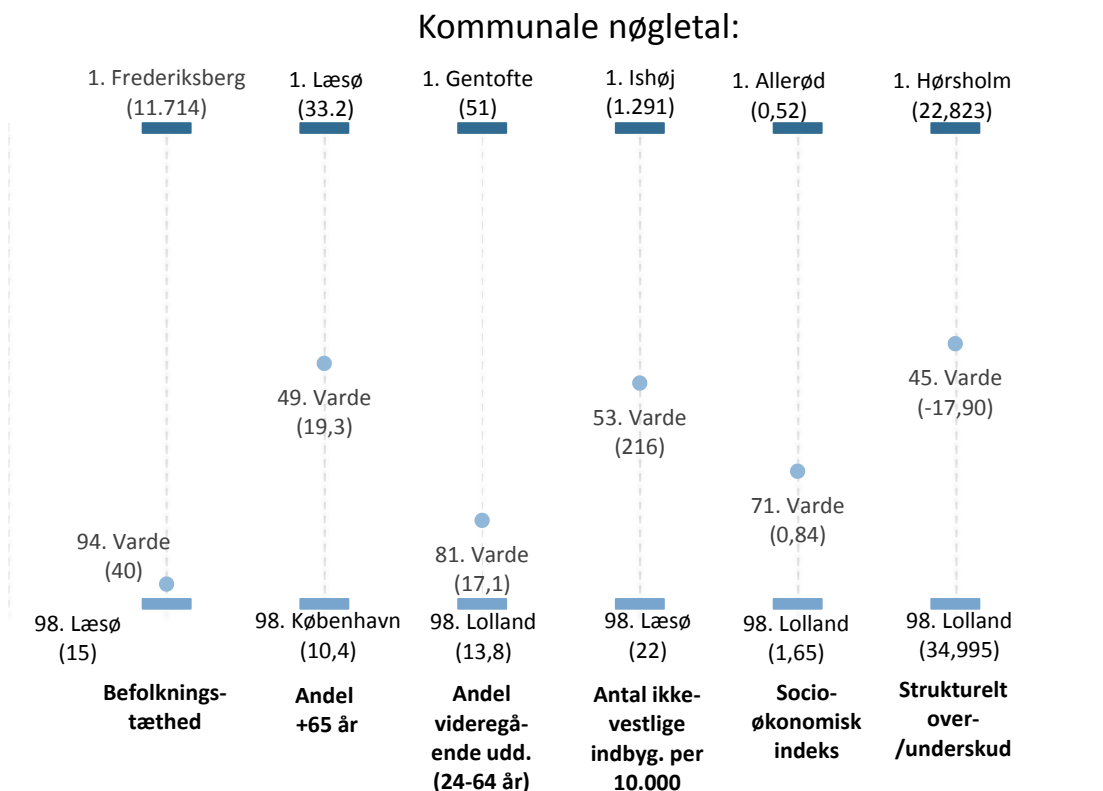 Kommunale nøgletal:
1. Frederiksberg
(11.714)
1. Læsø
(33.2)
1. Gentofte
(51)
1. Ishøj
(1.291)
1. Allerød
(0,52)
1. Hørsholm
(22,823)
94. Varde
(40)
49. Varde
(19,3)
81. Varde
(17,1)
53. Varde
(216)
71. Varde
(0,84)
45. Varde
(-17,90)
98. Læsø
(15)
98. København
(10,4)
98. Lolland
(13,8)
98. Læsø
(22)
98. Lolland
(1,65)
98. Lolland
(34,995)
Befolknings-
tæthed
Andel
+65 år
Andel
videregå-
ende udd.
(24-64 år)
Antal ikke-
vestlige
indbyg. per
10.000
Socio-
økonomisk
indeks
Strukturelt
over-
/underskud